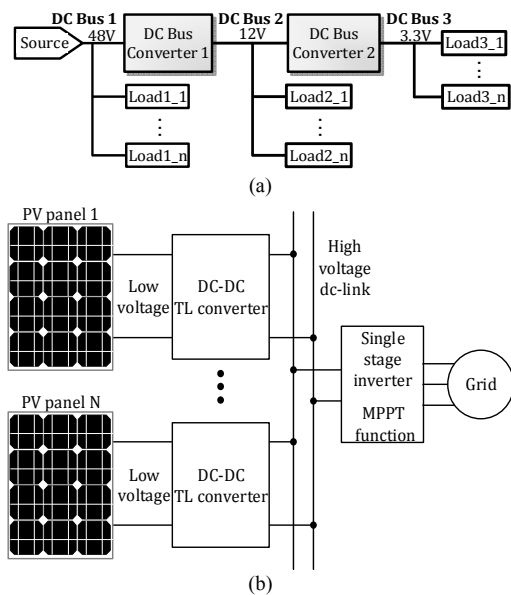 DC Bus 1
DC Bus
DC Bus 2
DC Bus
DC Bus 3
Source
48V
Converter 1
12V
Converter 2
3.3V
Load3_1
Load1_1
Load2_1
⋮
⋮
⋮
Load3_n
Load1_n
Load2_n
(a)
PV panel 1
Low
voltage
DC-DC
TL converter
High
voltage
dc-link
Single
stage
inverter
MPPT
function
Grid
PV panel N
Low
voltage
DC-DC
TL converter
(b)